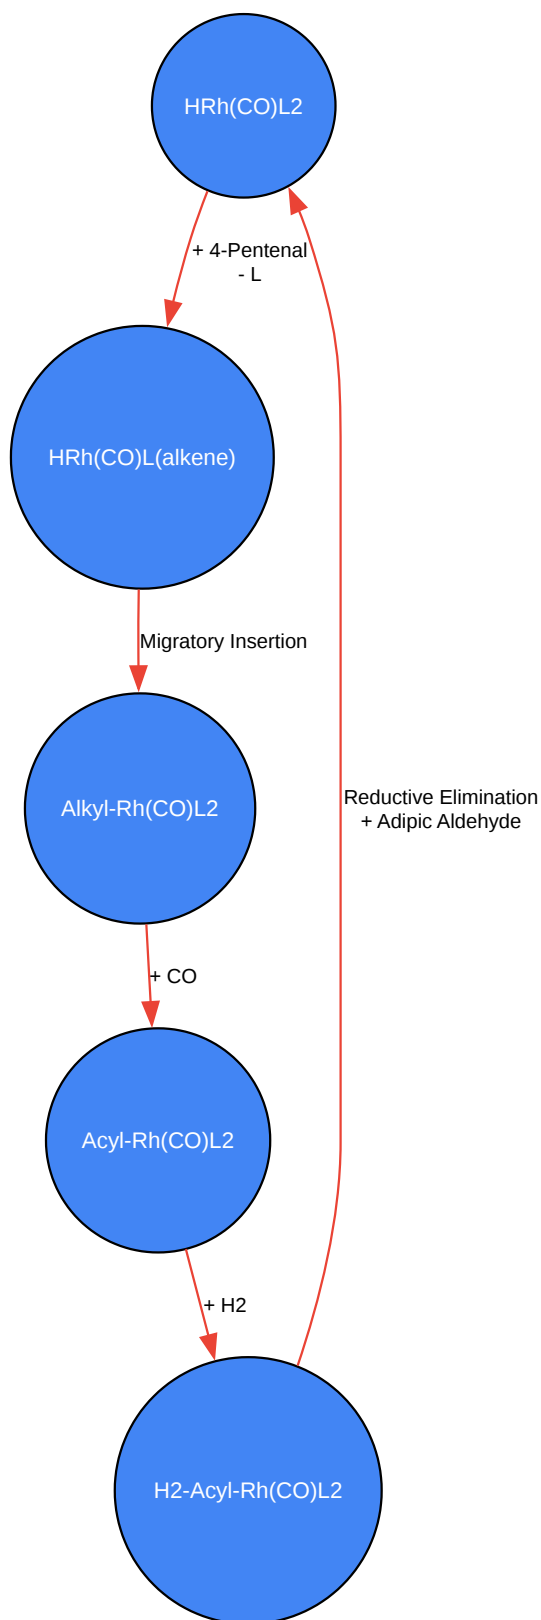 HRh(CO)L2
+ 4-Pentenal
- L
HRh(CO)L(alkene)
Migratory Insertion
Reductive Elimination
+ Adipic Aldehyde
Alkyl-Rh(CO)L2
+ CO
Acyl-Rh(CO)L2
+ H2
H2-Acyl-Rh(CO)L2